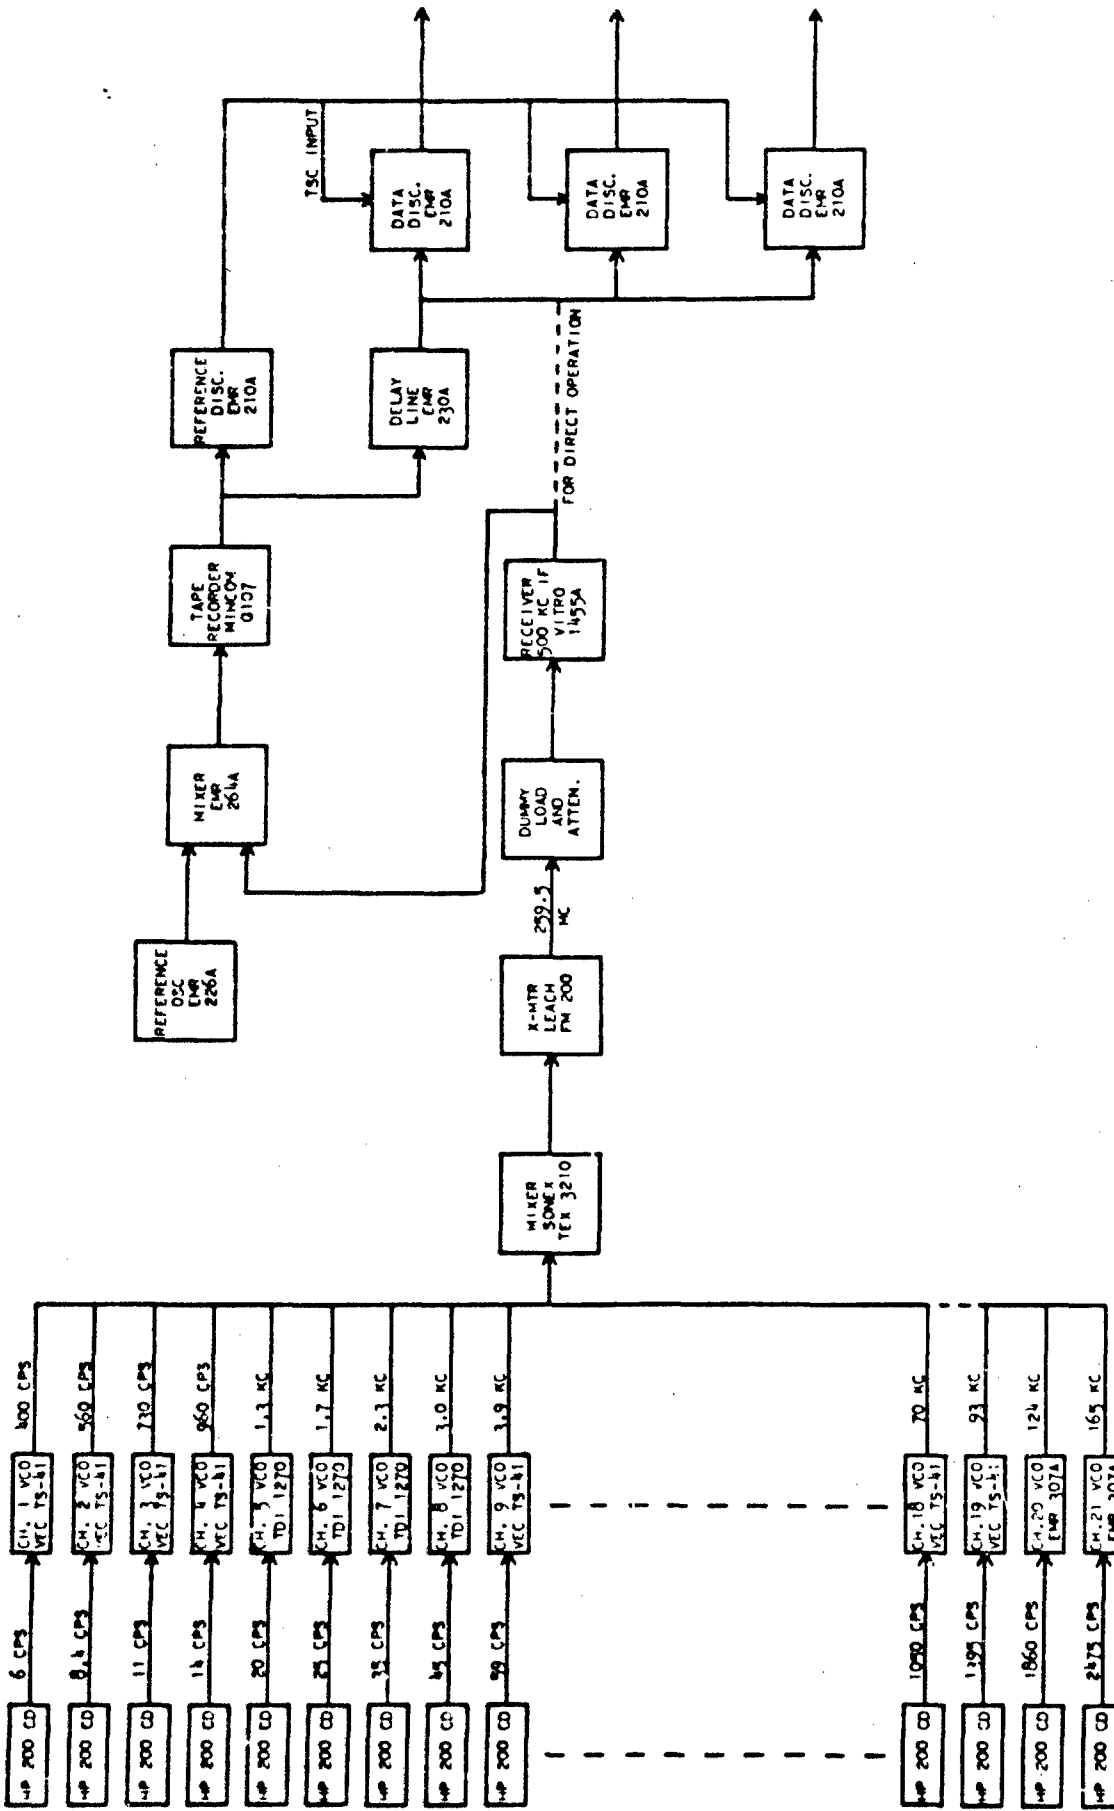 HP 200 CD
6 CPS
CH. 1 VCO
VEC TS-41
400 CPS
HP 200 CD
8.4 CPS
CH. 2 VCO
VEC TS-41
560 CPS
HP 200 CD
11 CPS
CH. 3 VCO
VEC TS-41
730 CPS
HP 200 CD
14 CPS
CH. 4 VCO
VEC TS-41
960 CPS
HP 200 CD
20 CPS
CH. 5 VCO
TDI 1270
1.3 KC
HP 200 CD
25 CPS
CH. 6 VCO
TDI 1270
1.7 KC
HP 200 CD
35 CPS
CH. 7 VCO
TDI 1270
2.3 KC
HP 200 CD
45 CPS
CH. 8 VCO
TDI 1270
3.0 KC
HP 200 CD
59 CPS
CH. 9 VCO
VEC TS-41
3.9 KC
HP 200 CD
1050 CPS
CH. 18 VCO
VEC TS-41
70 KC
HP 200 CD
CH. 19 VCO
VEC TS-41
93 KC
HP 200 CD
1860 CPS
CH. 20 VCO
EMR 307A
124 KC
HP 200 CD
2475 CPS
CH. 21 VCO
EMR 307A
165 KC
MIXER
SONEX
TEX 3210
X-MTR
LEACH
FM 200
259.5
MC
DUMMY
LOAD
AND
ATTEN.
RECEIVER
500 KC IF
VITRO
1455A
FOR DIRECT OPERATION
REFERENCE
OSC
EMR
226A
MIXER
EMR
264A
TAPE
RECORDER
MINCOM
G107
REFERENCE
DISC.
EMR
210A
DELAY
LINE
EMR
230A
TSC INPUT
DATA
DISC.
EMR
210A
DATA
DISC.
EMR
210A
DATA
DISC.
EMR
210A